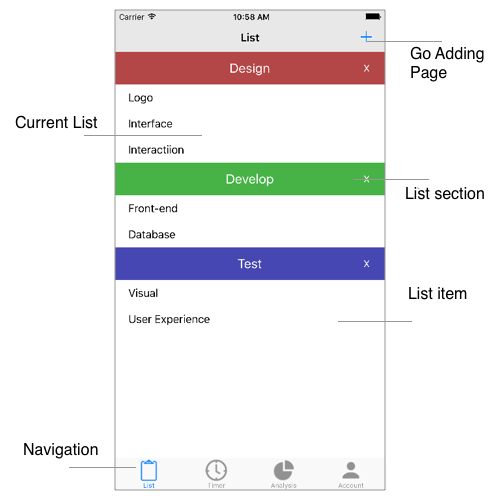 Carrier 10:58 AM
List +
Go Adding
Page
Design x
Logo
Current List
Interface
Interactiion
Develop x
List section
Front-end
Database
Test x
Visual
List item
User Experience
Navigation
List Timer Analysis Account